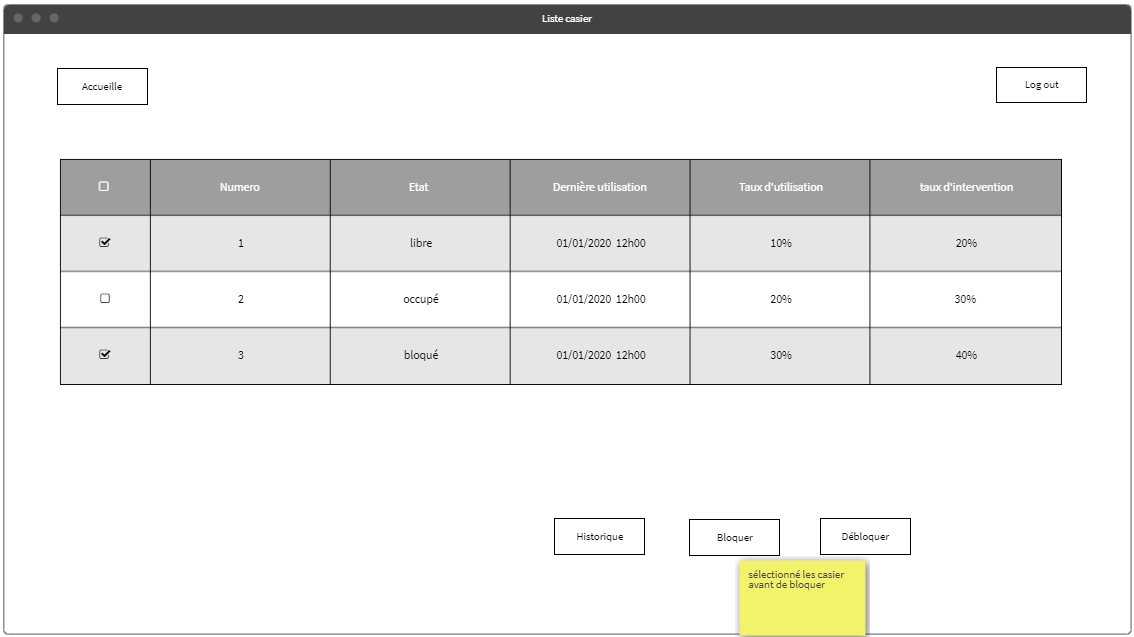 Liste casier
Accueille
Log out
Numero Etat Dernière utilisation Taux d'utilisation taux d'intervention
1 libre 01/01/2020 12h00 10% 20%
2 occupé 01/01/2020 12h00 20% 30%
3 bloqué 01/01/2020 12h00 30% 40%
Historique
Bloquer
Débloquer
sélectionné les casier
avant de bloquer